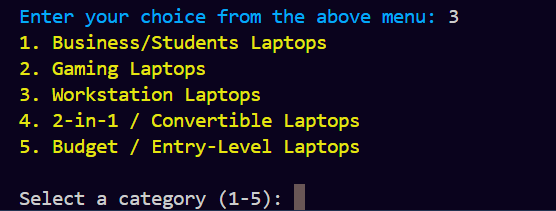 Enter your choice from the above menu: 3
1. Business/Students Laptops
2. Gaming Laptops
3. Workstation Laptops
4. 2-in-1 / Convertible Laptops
5. Budget / Entry-Level Laptops
Select a category (1-5):